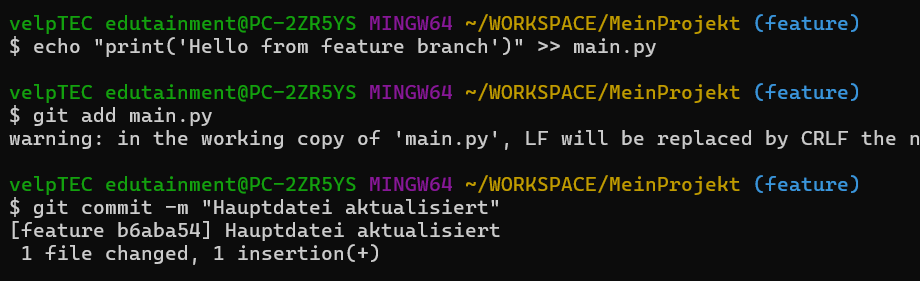 velpTEC edutainment@PC-2ZR5YS MINGW64 ~/WORKSPACE/MeinProjekt (feature)
$ echo "print('Hello from feature branch')" >> main.py
velpTEC edutainment@PC-2ZR5YS MINGW64 ~/WORKSPACE/MeinProjekt (feature)
$ git add main.py
warning: in the working copy of 'main.py', LF will be replaced by CRLF the n
velpTEC edutainment@PC-2ZR5YS MINGW64 ~/WORKSPACE/MeinProjekt (feature)
$ git commit -m "Hauptdatei aktualisiert"
[feature b6aba54] Hauptdatei aktualisiert
 1 file changed, 1 insertion(+)